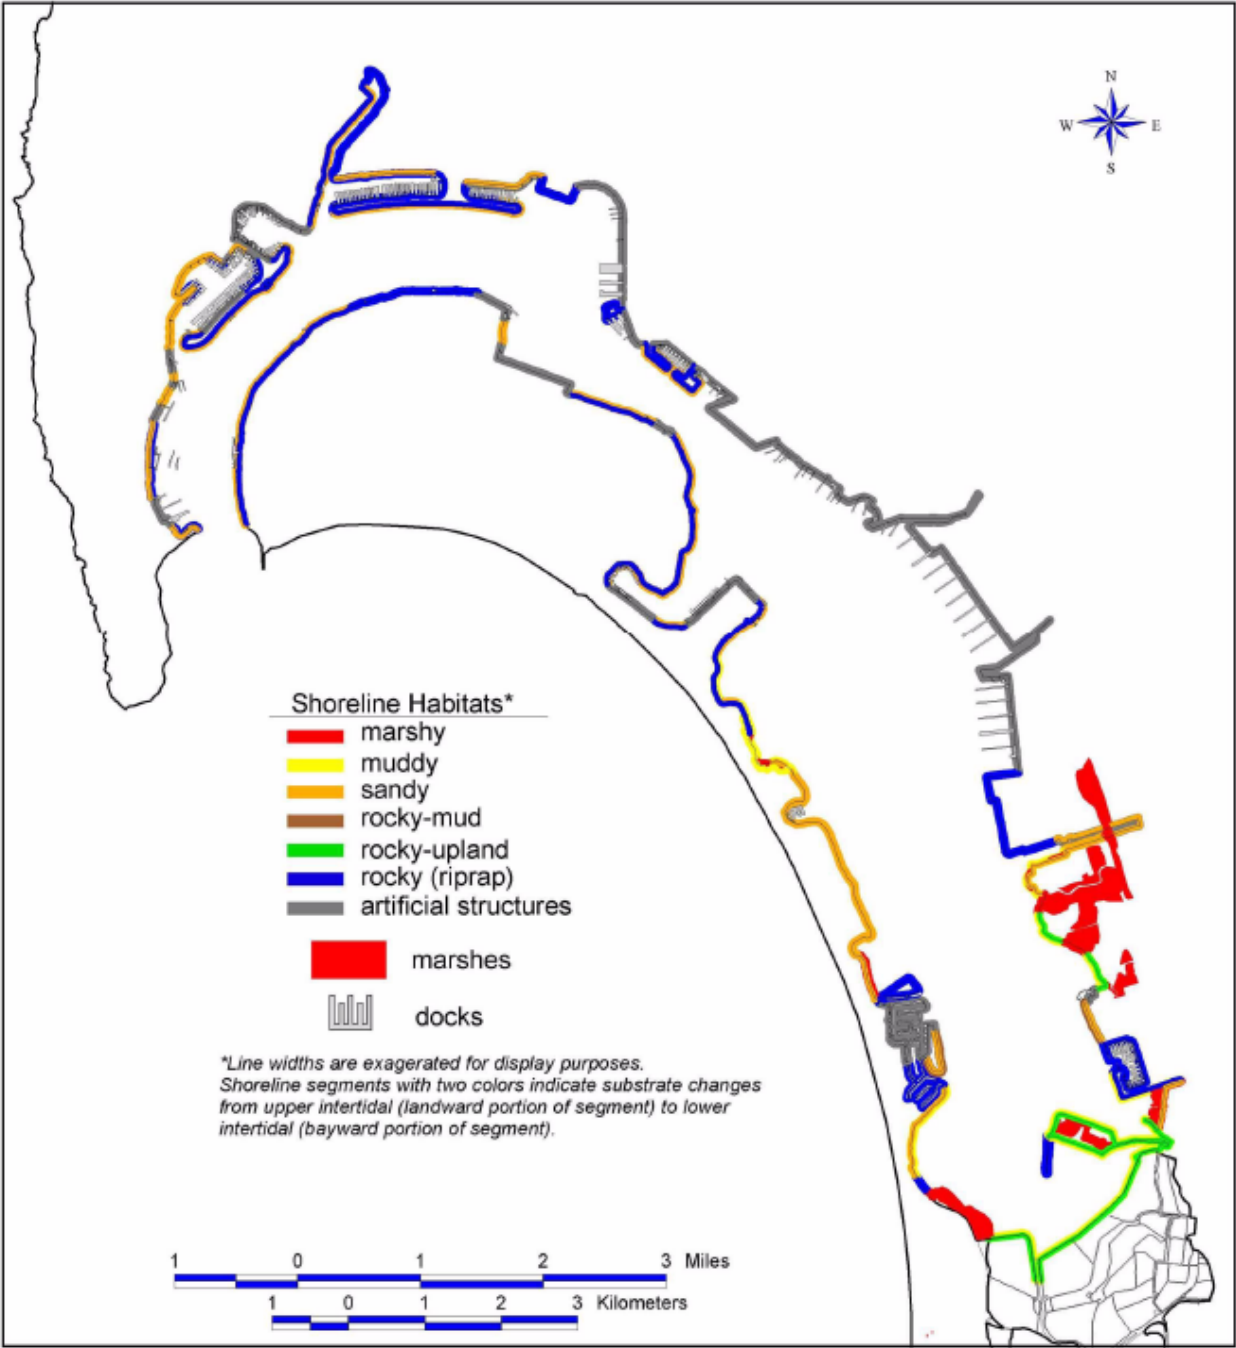 N
W E
S
Shoreline Habitats*
marshy
muddy
sandy
rocky-mud
rocky-upland
rocky (riprap)
artificial structures
marshes
docks
*Line widths are exagerated for display purposes.
Shoreline segments with two colors indicate substrate changes
from upper intertidal (landward portion of segment) to lower
intertidal (bayward portion of segment).
1 0 1 2 3 Miles
1 0 1 2 3 Kilometers